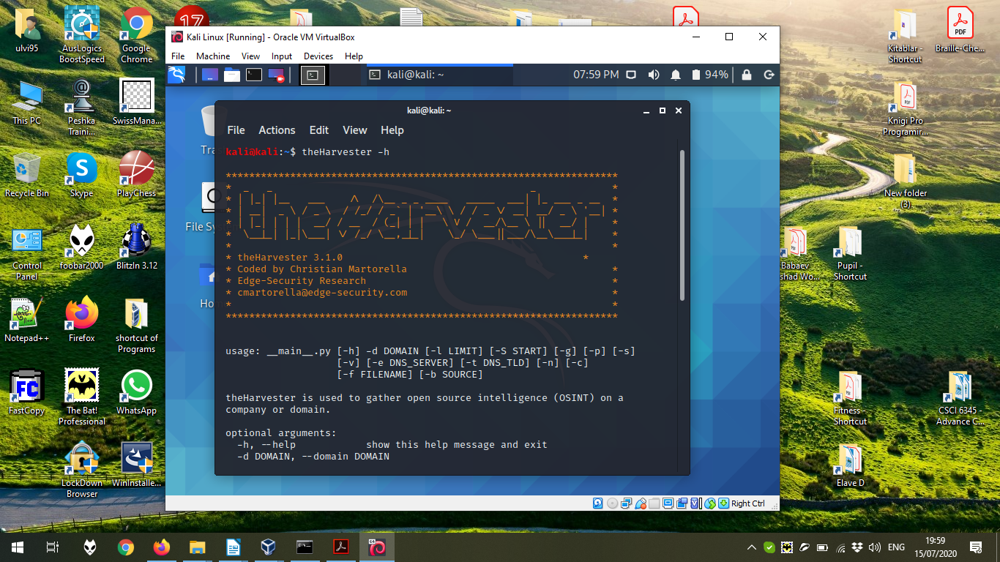 ulvi95
AusLogics
BoostSpeed
Google
Chrome
17
Kitablar -
Shortcut
PDF
Braille-Che...
This PC
Peshka
Traini...
SwissMana...
Knigi Pro
Programir...
Recycle Bin
Skype
PlayChess
New folder
(3)
Control
Panel
foobar2000
BlitzIn 3.12
Babaev
shad Wo...
Pupil -
Shortcut
Notepad++
Firefox
shortcut of
Programs
FC
FastCopy
The Bat!
Professional
WhatsApp
Fitness -
Shortcut
CSCI 6345 -
Advance C...
LockDown
Browser
WinInstalle...
Elave D
Kali Linux [Running] - Oracle VM VirtualBox
File Machine View Input Devices Help
kali@kali: ~
07:59 PM
94%
Tra
File Sy
Ho
kali@kali: ~
File Actions Edit View Help
kali@kali:~$ theHarvester -h
*******************************************************************
theHarvester
* theHarvester 3.1.0 *
* Coded by Christian Martorella *
* Edge-Security Research *
* cmartorella@edge-security.com *
* *
*******************************************************************
usage: __main__.py [-h] -d DOMAIN [-l LIMIT] [-S START] [-g] [-p] [-s]
[-v] [-e DNS_SERVER] [-t DNS_TLD] [-n] [-c]
[-f FILENAME] [-b SOURCE]
theHarvester is used to gather open source intelligence (OSINT) on a
company or domain.
optional arguments:
-h, --help show this help message and exit
-d DOMAIN, --domain DOMAIN
Right Ctrl
64
ENG
19:59
15/07/2020